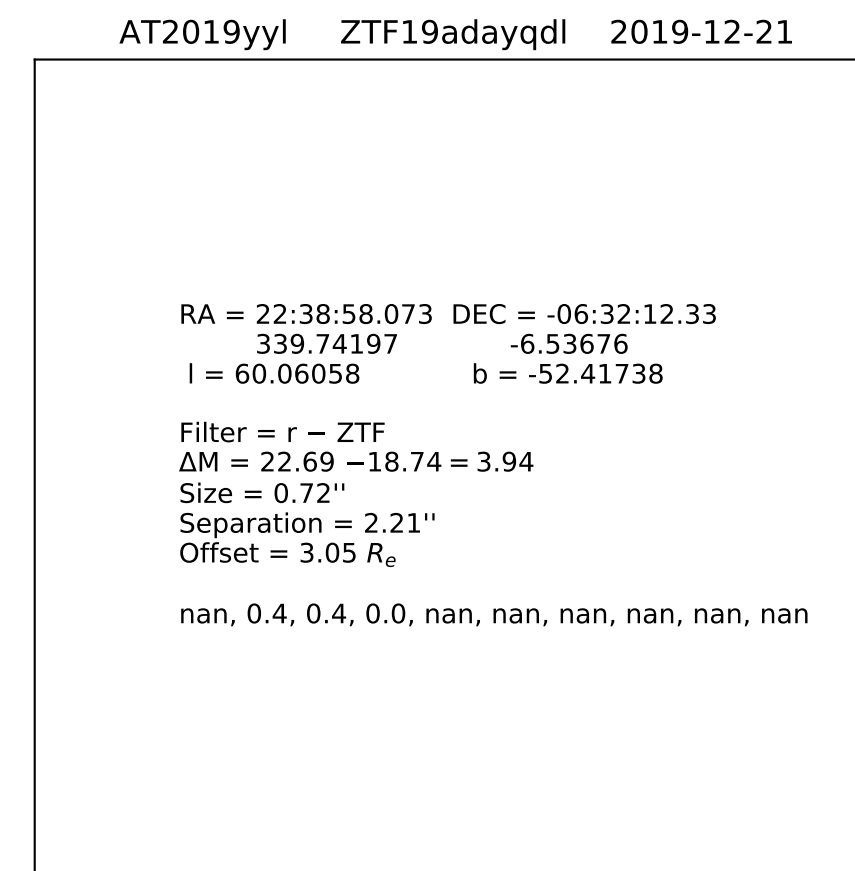 AT2019yyl ZTF19adayqdl 2019-12-21
RA = 22:38:58.073 DEC = -06:32:12.33
339.74197 -6.53676
l = 60.06058 b = -52.41738
Filter = r − ZTF
ΔM = 22.69 −18.74 = 3.94
Size = 0.72''
Separation = 2.21''
Offset = 3.05 Rₑ
nan, 0.4, 0.4, 0.0, nan, nan, nan, nan, nan, nan